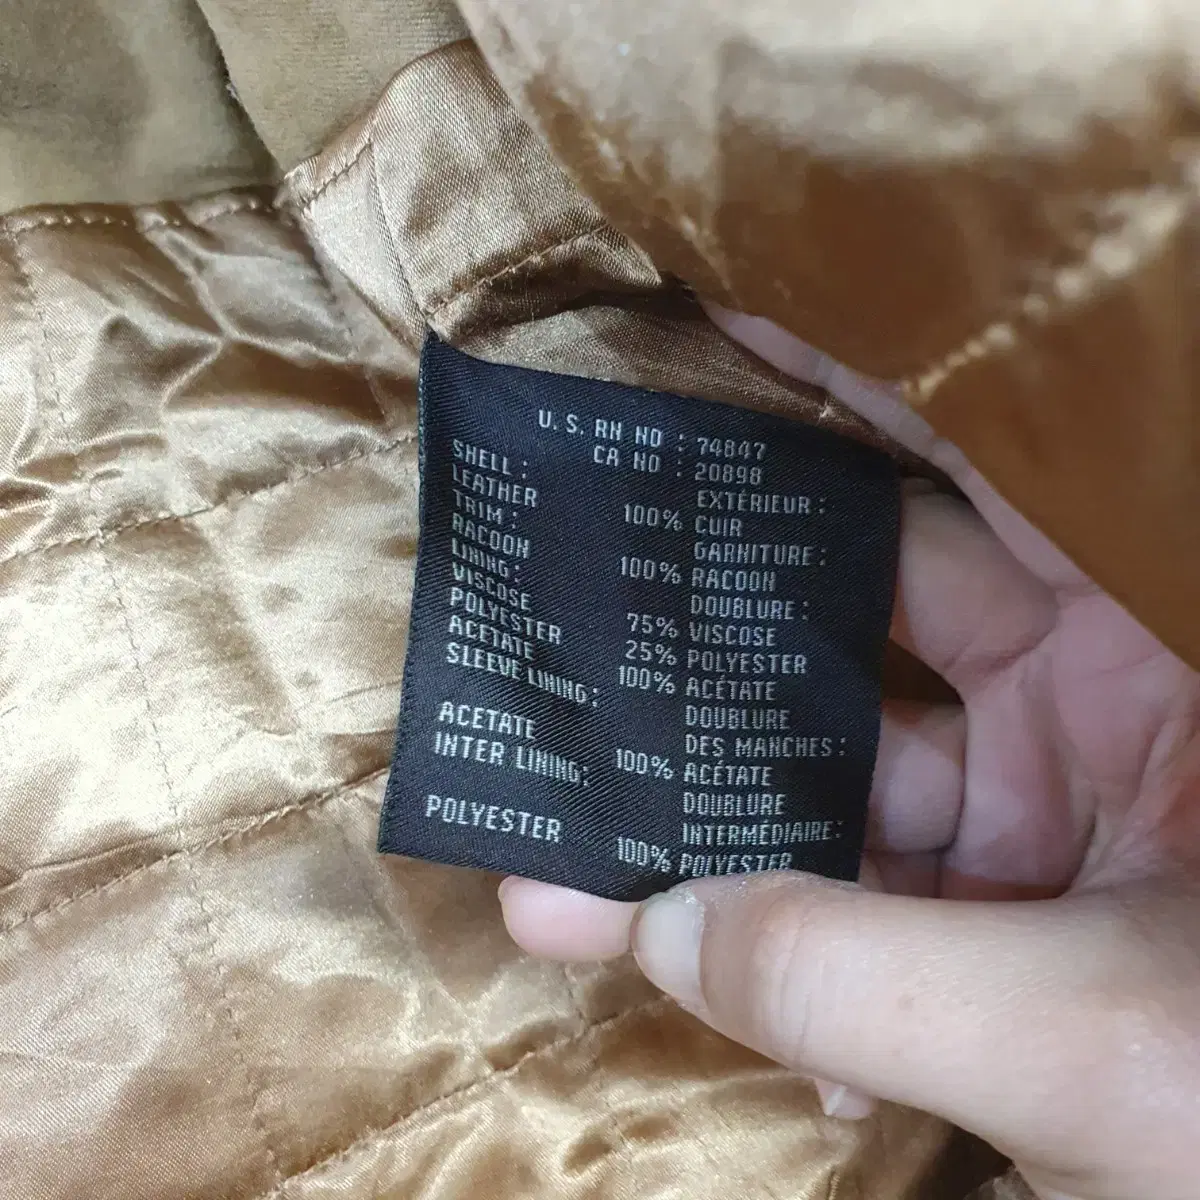 U. S. RN NO : 74847
CA NO : 20898
SHELL : EXTÉRIEUR :
LEATHER 100% CUIR
TRIM : GARNITURE :
RACOON 100% RACOON
LINING : DOUBLURE :
VISCOSE 75% VISCOSE
POLYESTER 25% POLYESTER
ACETATE 100% ACÉTATE
SLEEVE LINING : DOUBLURE
DES MANCHES :
ACETATE 100% ACÉTATE
INTER LINING : DOUBLURE
INTERMÉDIAIRE :
POLYESTER 100% POLYESTER